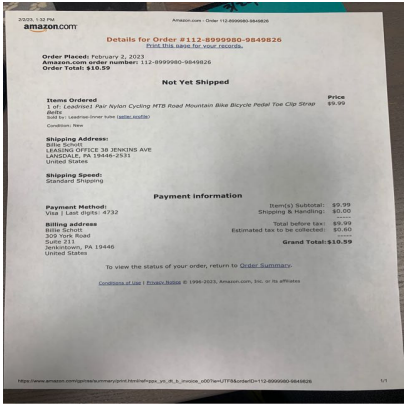 2/2/23, 1:32 PM
Amazon.com - Order 112-8999980-9849826
amazon.com
Details for Order #112-8999980-9849826
Print this page for your records.
Order Placed: February 2, 2023
Amazon.com order number: 112-8999980-9849826
Order Total: $10.59
Not Yet Shipped
Items Ordered
Price
1 of: Leadrise1 Pair Nylon Cycling MTB Road Mountain Bike Bicycle Pedal Toe Clip Strap
$9.99
Belts
Sold by: Leadrise-Inner tube (seller profile)
Condition: New
Shipping Address:
Billie Schott
LEASING OFFICE 38 JENKINS AVE
LANSDALE, PA 19446-2531
United States
Shipping Speed:
Standard Shipping
Payment information
Payment Method:
Visa | Last digits: 4732
Billing address
Billie Schott
309 York Road
Suite 211
Jenkintown, PA 19446
United States
Item(s) Subtotal: $9.99
Shipping & Handling: $0.00
-----
Total before tax: $9.99
Estimated tax to be collected: $0.60
-----
Grand Total:$10.59
To view the status of your order, return to Order Summary.
Conditions of Use | Privacy Notice © 1996-2023, Amazon.com, Inc. or its affiliates
1/1